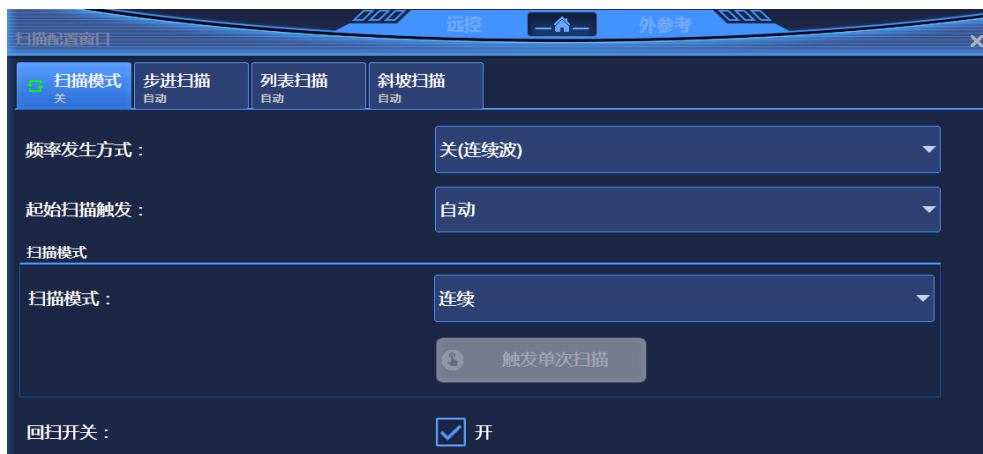 远控 外参考
扫描配置窗口
扫描模式 步进扫描 列表扫描 斜坡扫描
关 自动 自动 自动
频率发生方式： 关(连续波)
起始扫描触发： 自动
扫描模式
扫描模式： 连续
触发单次扫描
回扫开关： 开